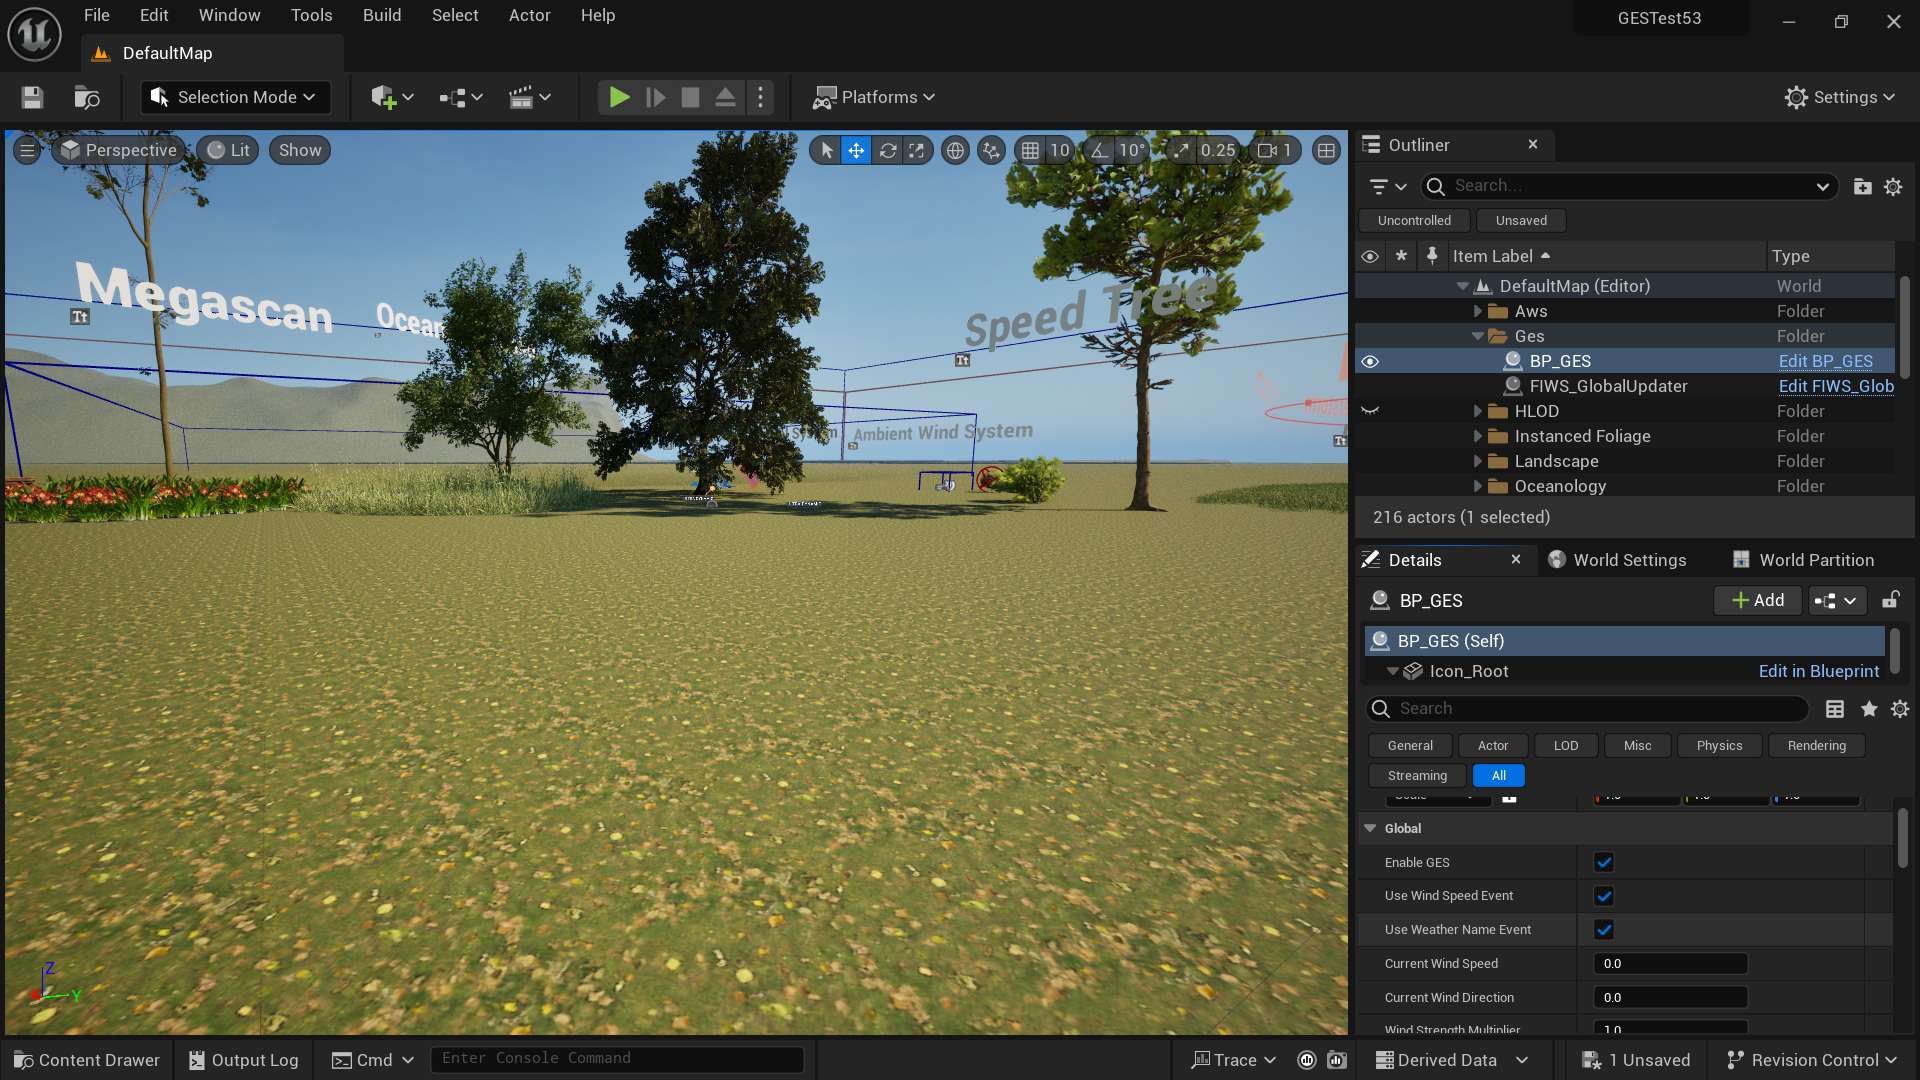 File Edit Window Tools Build Select Actor Help
GESTest53
DefaultMap
Selection Mode
Platforms
Settings
Perspective
Lit
Show
10
10°
0.25
1
Megascan
Ocean
Speed Tree
Ambient Wind System
Z
X
Y
Outliner
Search...
Uncontrolled
Unsaved
Item Label
Type
DefaultMap (Editor) World
Aws Folder
Ges Folder
BP_GES Edit BP_GES
FIWS_GlobalUpdater Edit FIWS_Glob
HLOD Folder
Instanced Foliage Folder
Landscape Folder
Oceanology Folder
216 actors (1 selected)
Details
World Settings
World Partition
BP_GES
Add
BP_GES (Self)
Icon_Root Edit in Blueprint
Search
General Actor LOD Misc Physics Rendering
Streaming All
Global
Enable GES
Use Wind Speed Event
Use Weather Name Event
Current Wind Speed 0.0
Current Wind Direction 0.0
Wind Strength Multiplier 1.0
Content Drawer
Output Log
Cmd
Enter Console Command
Trace
Derived Data
1 Unsaved
Revision Control